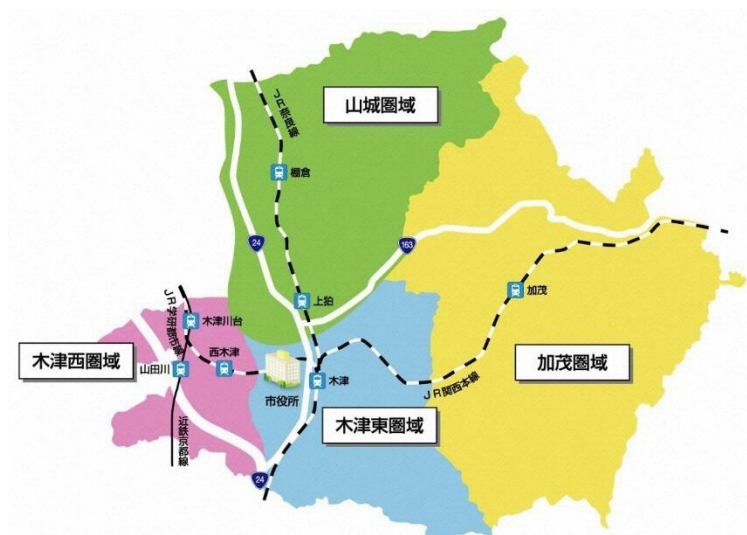 山城圏域
JR奈良線
棚倉
24
163
上狛
加茂
JR学研都市線
木津川台
西木津
木津西圏域
山田川
市役所
木津
加茂圏域
JR関西本線
木津東圏域
近鉄京都線
24